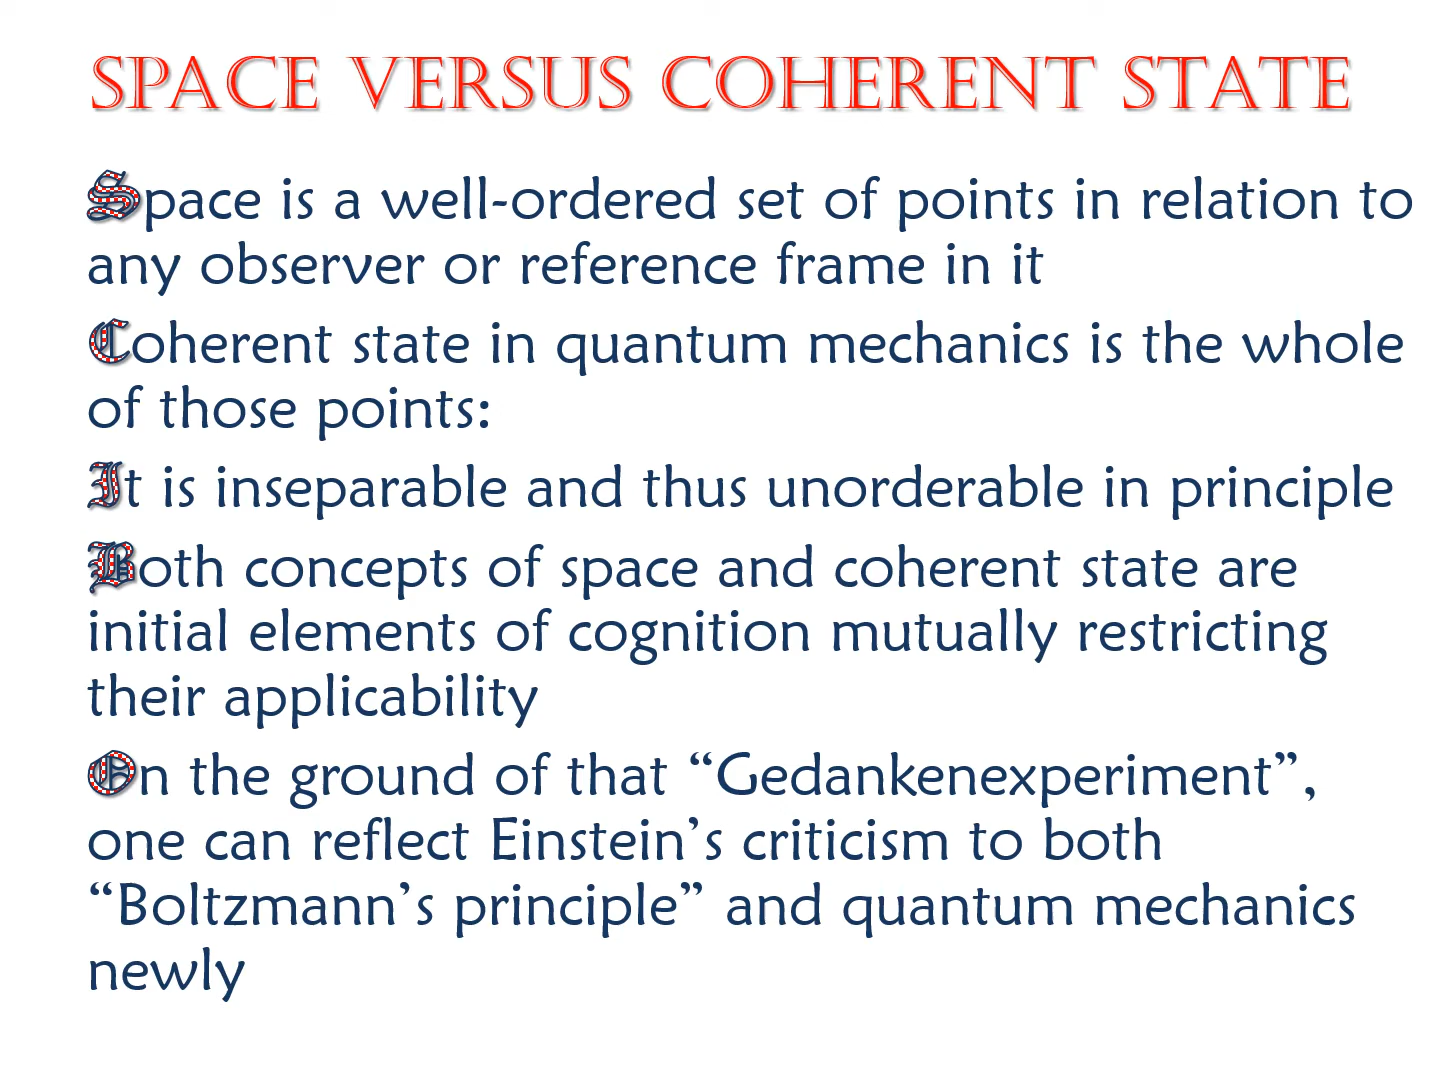 SPACE VERSUS COHERENT STATE
Space is a well-ordered set of points in relation to
any observer or reference frame in it
Coherent state in quantum mechanics is the whole
of those points:
It is inseparable and thus unorderable in principle
Both concepts of space and coherent state are
initial elements of cognition mutually restricting
their applicability
On the ground of that “Gedankenexperiment”,
one can reflect Einstein’s criticism to both
“Boltzmann’s principle” and quantum mechanics
newly